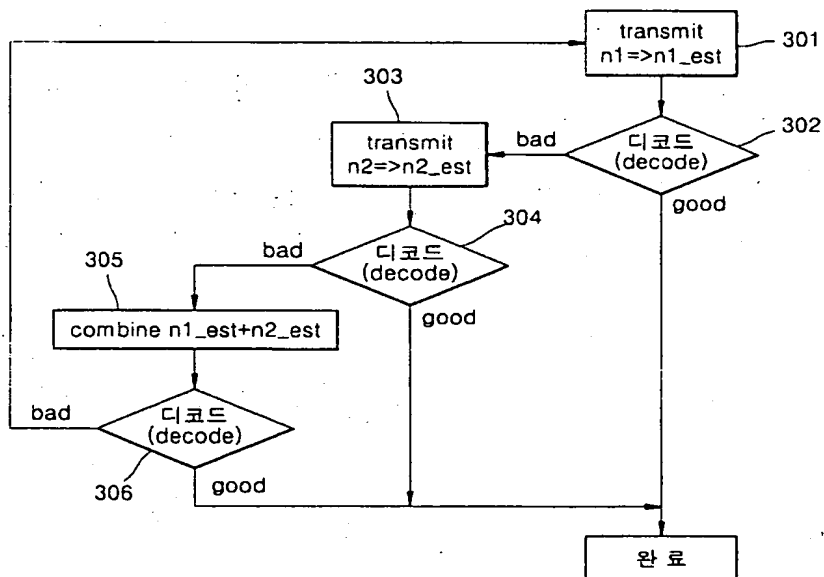 transmit
n1=>n1_est
301
302
디코드
(decode)
bad
good
303
transmit
n2=>n2_est
304
디코드
(decode)
bad
good
305
combine n1_est+n2_est
디코드
(decode)
bad
306
good
완료